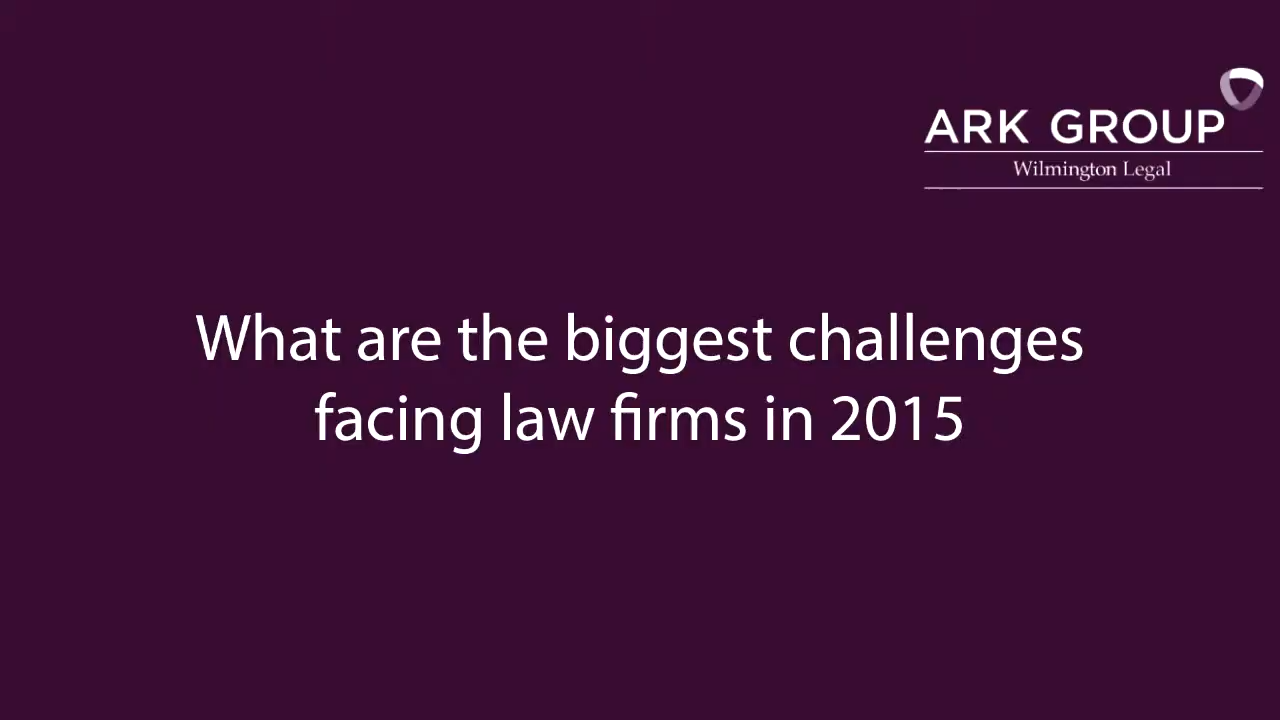 ARK GROUP
Wilmington Legal
What are the biggest challenges
facing law firms in 2015